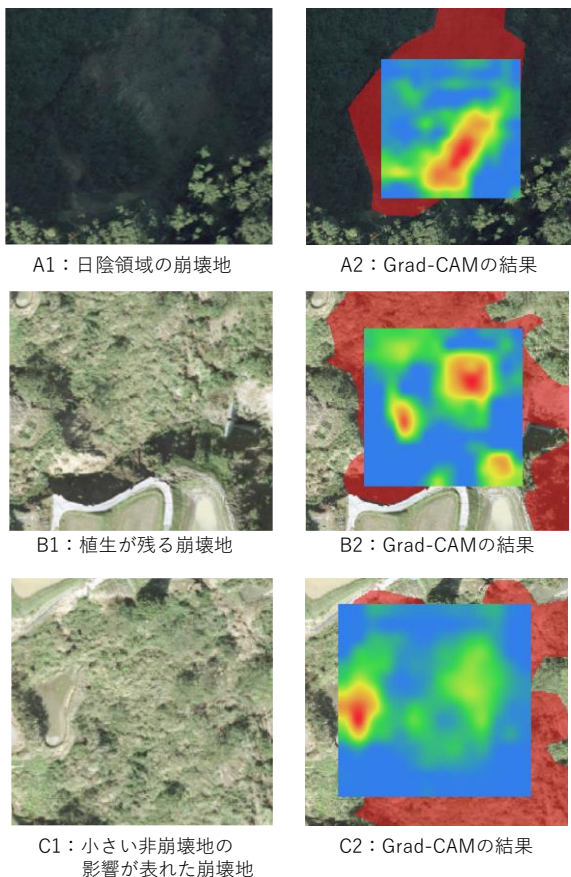 A1：日陰領域の崩壊地
A2：Grad-CAMの結果
B1：植生が残る崩壊地
B2：Grad-CAMの結果
C1：小さい非崩壊地の
影響が表れた崩壊地
C2：Grad-CAMの結果